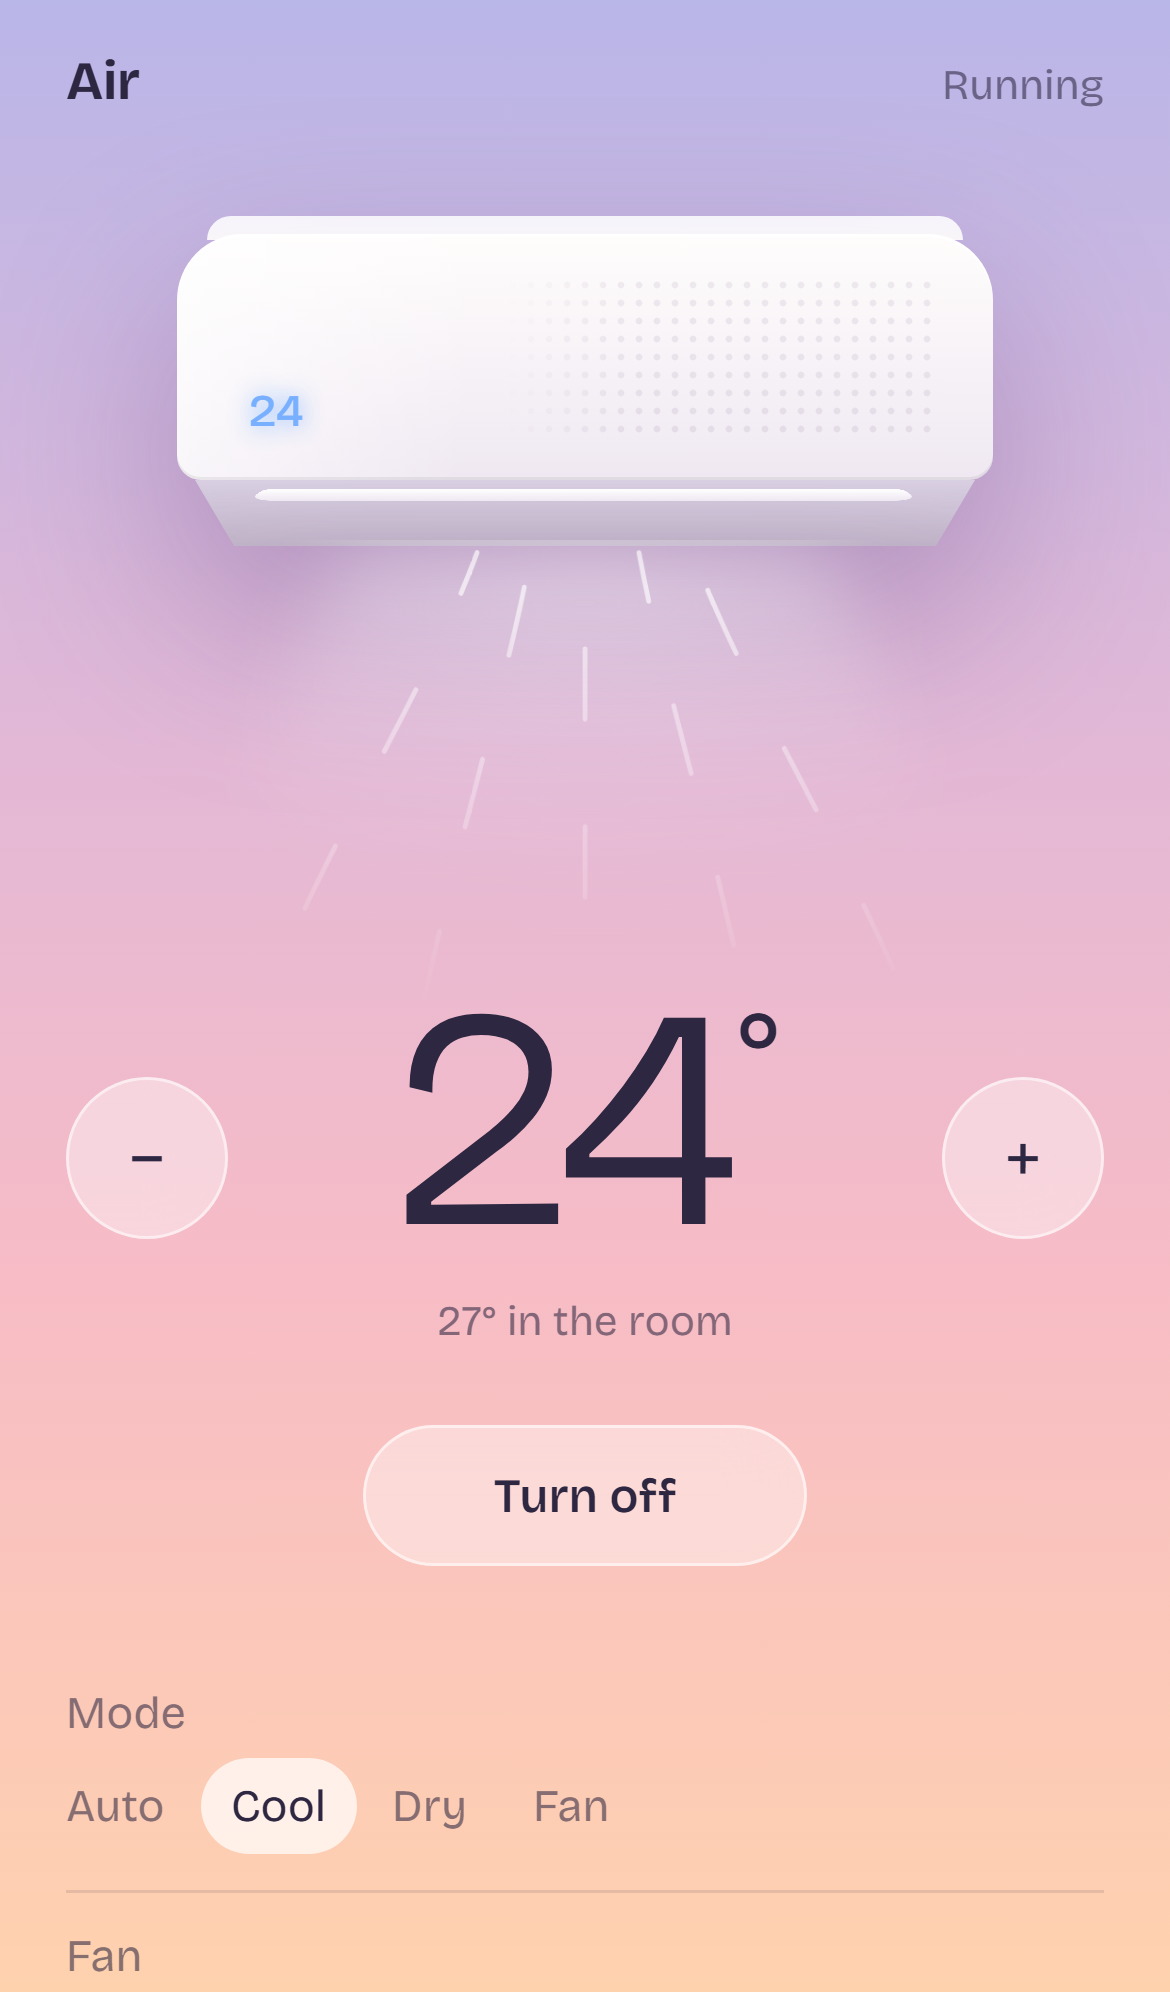 Air
Running
24
24°
− +
27° in the room
Turn off
Mode
Auto Cool Dry Fan
Fan